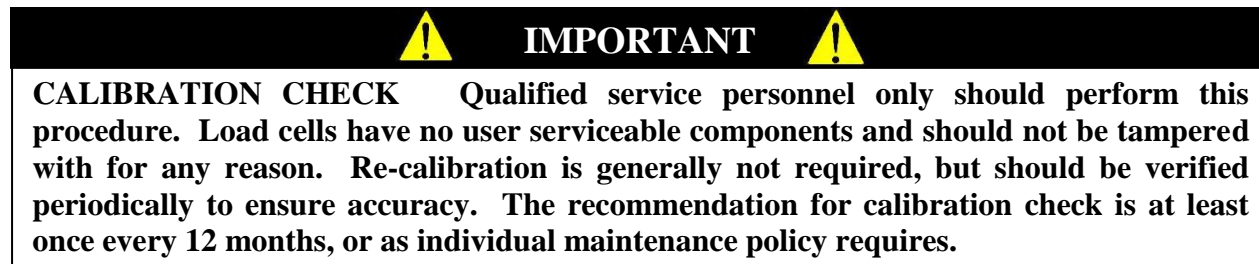 IMPORTANT
CALIBRATION CHECK Qualified service personnel only should perform this
procedure. Load cells have no user serviceable components and should not be tampered
with for any reason. Re-calibration is generally not required, but should be verified
periodically to ensure accuracy. The recommendation for calibration check is at least
once every 12 months, or as individual maintenance policy requires.